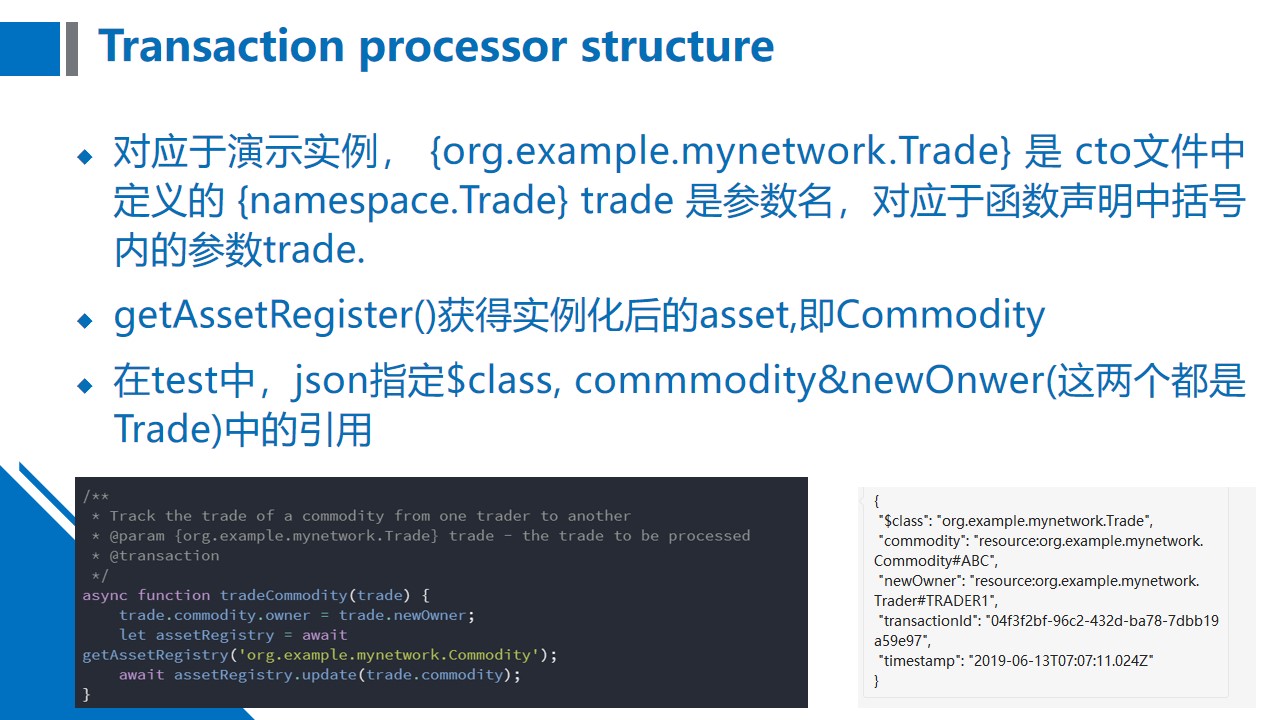 Transaction processor structure
对应于演示实例， {org.example.mynetwork.Trade} 是 cto文件中
定义的 {namespace.Trade} trade 是参数名，对应于函数声明中括号
内的参数trade.
getAssetRegister()获得实例化后的asset,即Commodity
在test中，json指定$class, commmodity&newOnwer(这两个都是
Trade)中的引用
/**
* Track the trade of a commodity from one trader to another
* @param {org.example.mynetwork.Trade} trade - the trade to be processed
* @transaction
*/
async function tradeCommodity(trade) {
trade.commodity.owner = trade.newOwner;
let assetRegistry = await
getAssetRegistry('org.example.mynetwork.Commodity');
await assetRegistry.update(trade.commodity);
}
{
"$class": "org.example.mynetwork.Trade",
"commodity": "resource:org.example.mynetwork.
Commodity#ABC",
"newOwner": "resource:org.example.mynetwork.
Trader#TRADER1",
"transactionId": "04f3f2bf-96c2-432d-ba78-7dbb19
a59e97",
"timestamp": "2019-06-13T07:07:11.024Z"
}